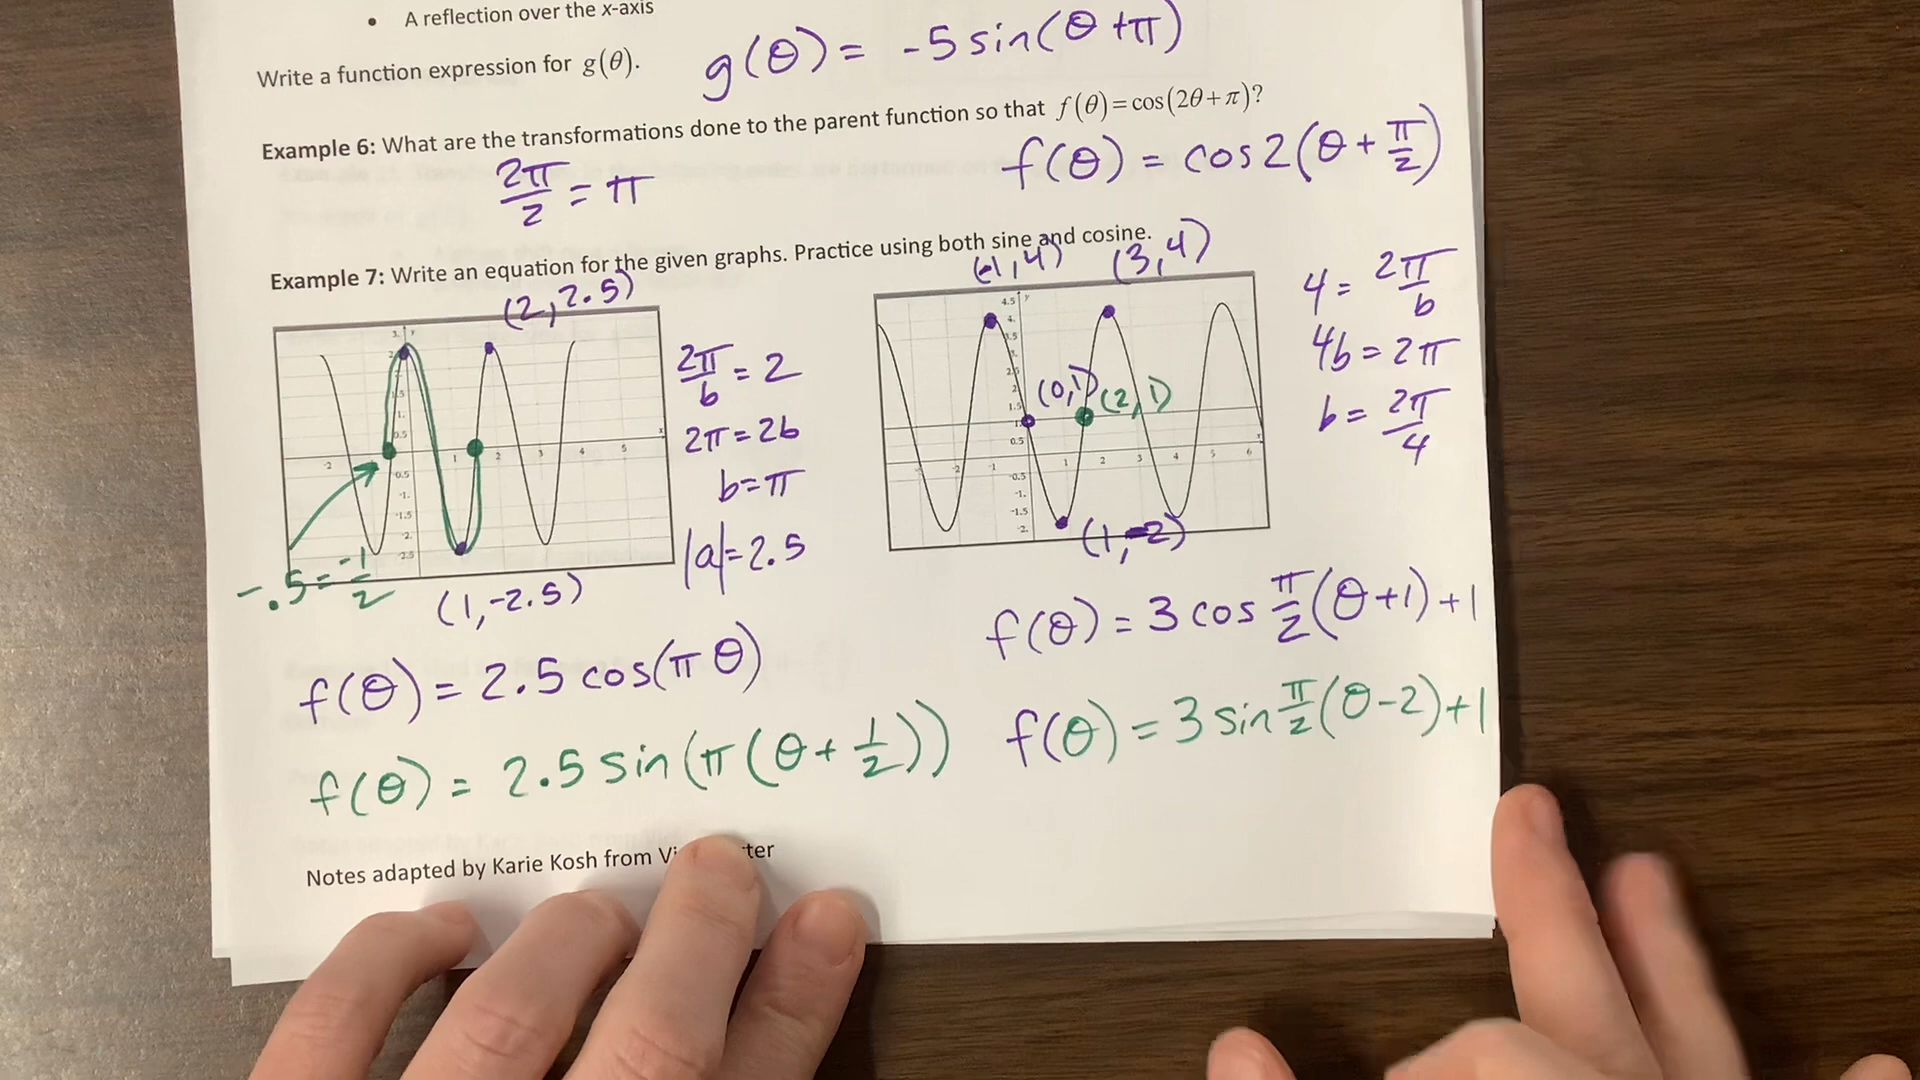 • A reflection over the x-axis
Write a function expression for g(θ). g(θ) = -5 sin(θ + π)
Example 6: What are the transformations done to the parent function so that f(θ) = cos(2θ + π)?
2π/2 = π
f(θ) = cos 2(θ + π/2)
Example 7: Write an equation for the given graphs. Practice using both sine and cosine.
(2, 2.5)
2π/b = 2
2π = 2b
b = π
|a| = 2.5
-.5 = -1/2
(1, -2.5)
f(θ) = 2.5 cos(π θ)
f(θ) = 2.5 sin(π(θ + 1/2))
(-1, 4)
(3, 4)
(0, 1)
(2, 1)
(1, -2)
4 = 2π/b
4b = 2π
b = 2π/4
f(θ) = 3 cos π/2 (θ+1) + 1
f(θ) = 3 sin π/2 (θ-2) + 1
Notes adapted by Karie Kosh from